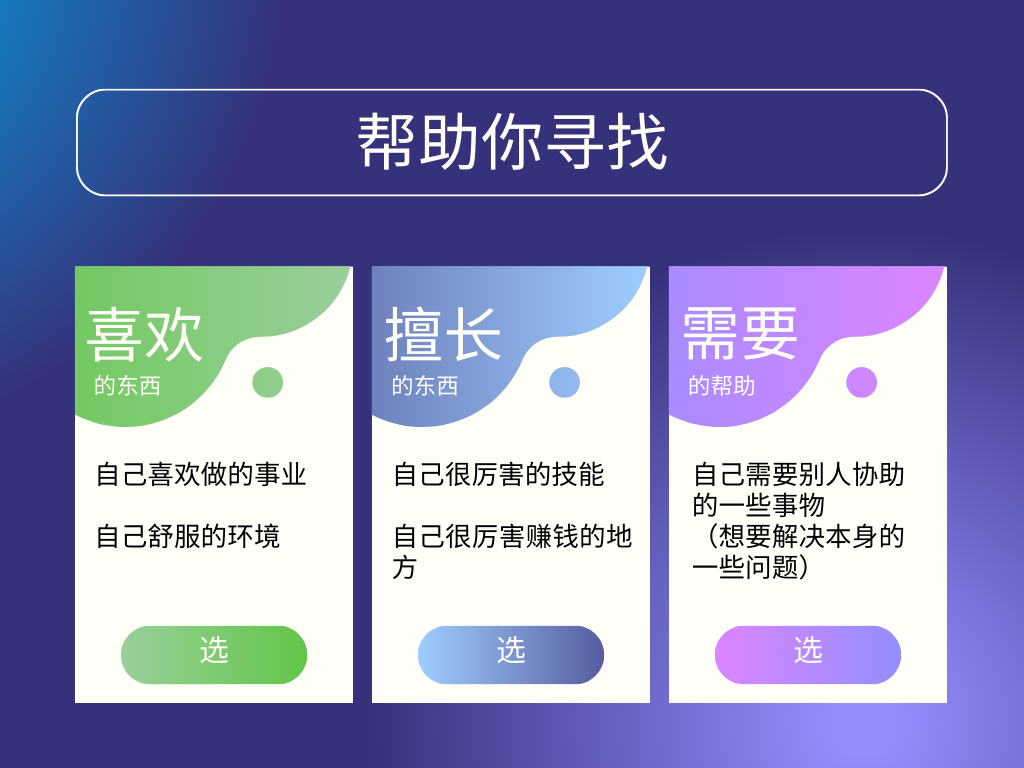 帮助你寻找
喜欢
的东西
自己喜欢做的事业
自己舒服的环境
选
擅长
的东西
自己很厉害的技能
自己很厉害赚钱的地
方
选
需要
的帮助
自己需要别人协助
的一些事物
（想要解决本身的
一些问题）
选